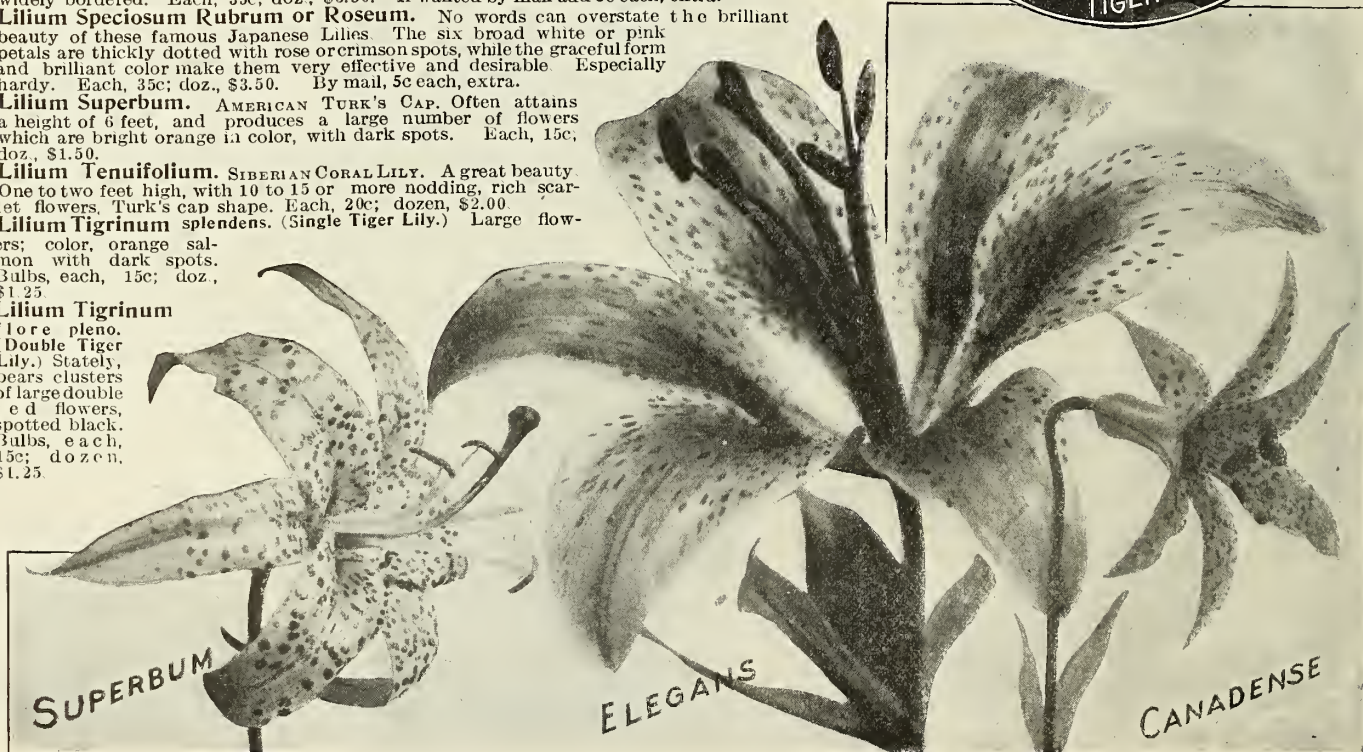 widely bordered. Each, 35c; doz., $3.50. If wanted by mail add 5c each, extra.
Lilium Speciosum Rubrum or Roseum. No words can overstate the brilliant
beauty of these famous Japanese Lilies. The six broad white or pink
petals are thickly dotted with rose or crimson spots, while the graceful form
and brilliant color make them very effective and desirable. Especially
hardy. Each, 35c; doz., $3.50. By mail, 5c each, extra.
Lilium Superbum. AMERICAN TURK'S CAP. Often attains
a height of 6 feet, and produces a large number of flowers
which are bright orange in color, with dark spots. Each, 15c;
doz., $1.50.
Lilium Tenuifolium. SIBERIAN CORAL LILY. A great beauty.
One to two feet high, with 10 to 15 or more nodding, rich scar-
et flowers, Turk's cap shape. Each, 20c; dozen, $2.00.
Lilium Tigrinum splendens. (Single Tiger Lily.) Large flow-
ers; color, orange sal-
mon with dark spots.
Bulbs, each, 15c; doz.,
$1.25.
Lilium Tigrinum
flore pleno.
(Double Tiger
Lily.) Stately,
bears clusters
of large double
ed flowers,
spotted black.
Bulbs, each,
15c; dozen,
$1.25.
TIGER
SUPERBUM
ELEGANS
CANADENSE